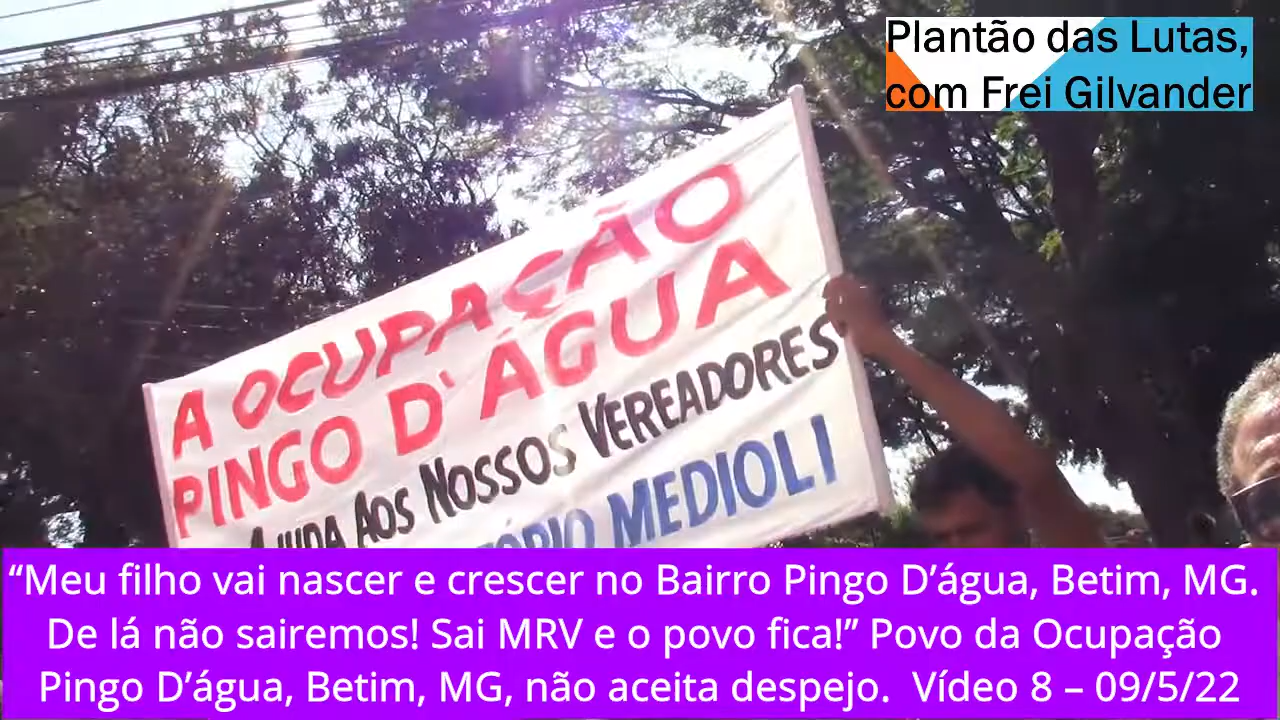 Plantão das Lutas,
com Frei Gilvander
A OCUPAÇÃO
PINGO D'ÁGUA
AJUDA AOS NOSSOS VEREADORES
MEDIOLI
“Meu filho vai nascer e crescer no Bairro Pingo D’água, Betim, MG.
De lá não sairemos! Sai MRV e o povo fica!” Povo da Ocupação
Pingo D’água, Betim, MG, não aceita despejo. Vídeo 8 – 09/5/22